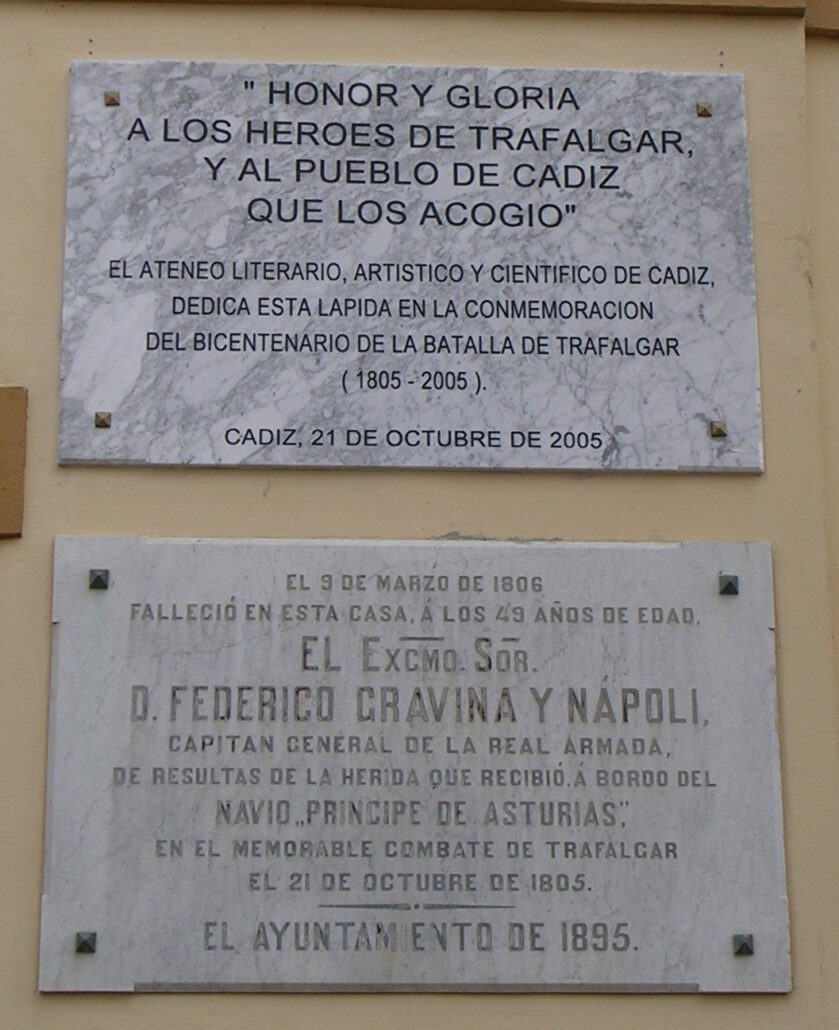 " HONOR Y GLORIA
A LOS HEROES DE TRAFALGAR,
Y AL PUEBLO DE CADIZ
QUE LOS ACOGIO"
EL ATENEO LITERARIO, ARTISTICO Y CIENTIFICO DE CADIZ,
DEDICA ESTA LAPIDA EN LA CONMEMORACION
DEL BICENTENARIO DE LA BATALLA DE TRAFALGAR
( 1805 - 2005 ).
CADIZ, 21 DE OCTUBRE DE 2005
EL 9 DE MARZO DE 1806
FALLECIÓ EN ESTA CASA, Á LOS 49 AÑOS DE EDAD,
EL EXCMO. SÕR.
D. FEDERICO GRAVINA Y NÁPOLI,
CAPITAN GENERAL DE LA REAL ARMADA,
DE RESULTAS DE LA HERIDA QUE RECIBIÓ Á BORDO DEL
NAVIO „PRINCIPE DE ASTURIAS”,
EN EL MEMORABLE COMBATE DE TRAFALGAR
EL 21 DE OCTUBRE DE 1805.
EL AYUNTAMIENTO DE 1895.